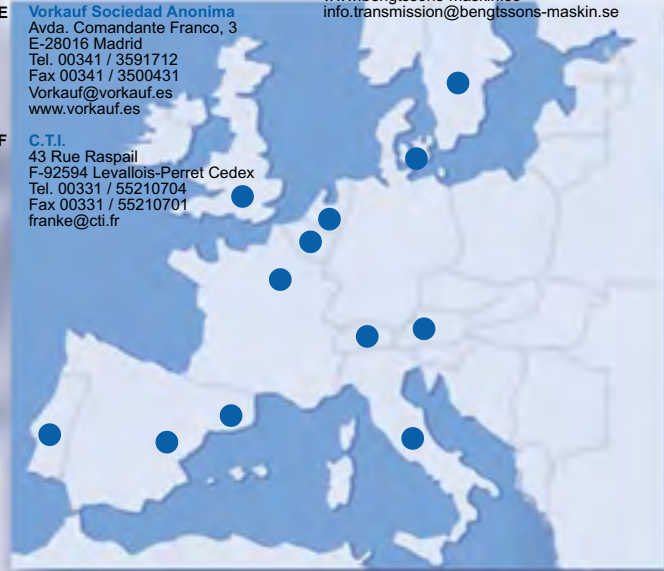 E
Vorkauf Sociedad Anonima
Avda. Comandante Franco, 3
E-28016 Madrid
Tel. 00341 / 3591712
Fax 00341 / 3500431
Vorkauf@vorkauf.es
www.vorkauf.es
F
C.T.I.
43 Rue Raspail
F-92594 Levallois-Perret Cedex
Tel. 00331 / 55210704
Fax 00331 / 55210701
franke@cti.fr
info.transmission@bengtssons-maskin.se